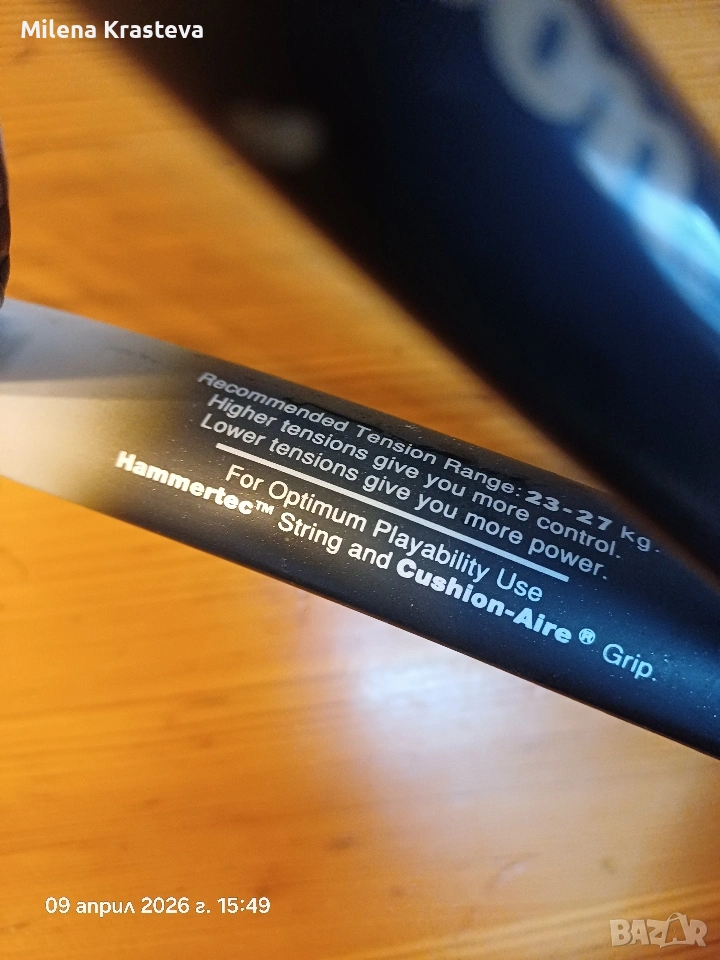 Milena Krasteva
on
Recommended Tension Range: 23-27 kg.
Higher tensions give you more control.
Lower tensions give you more power.
For Optimum Playability Use
Hammertec™ String and Cushion-Aire® Grip.
09 април 2026 г. 15:49
BAZAR